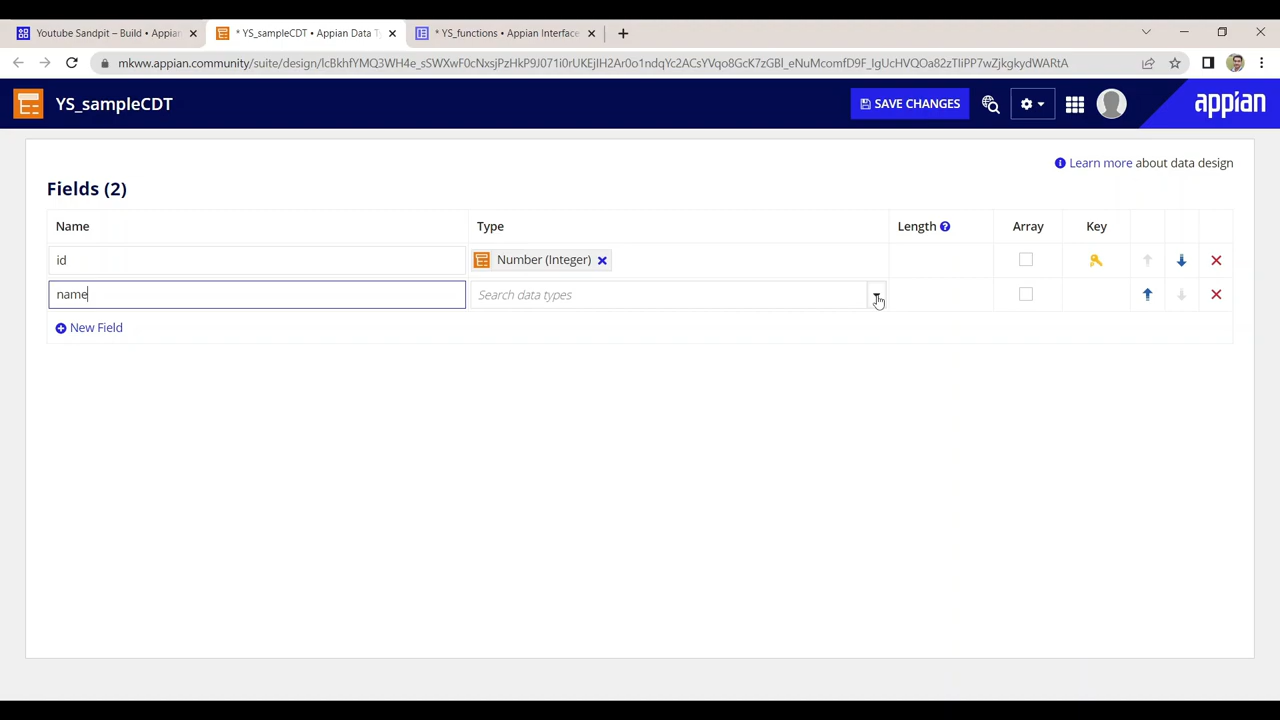 Youtube Sandpit – Build • Appian
* YS_sampleCDT • Appian Data T
* YS_functions • Appian Interface
mkww.appian.community/suite/design/lcBkhfYMQ3WH4e_sSWXwF0cNxsjPzHkP9J071i0rUKEjIH2Ar0o1ndqYc2ACsYVqo8GcK7zGBl_eNuMcomfD9F_lgUcHVQOa82zTIiPP7wZjkgkydWARtA
YS_sampleCDT
SAVE CHANGES
appian
Learn more about data design
Fields (2)
Name Type Length Array Key
id Number (Integer)
name Search data types
New Field